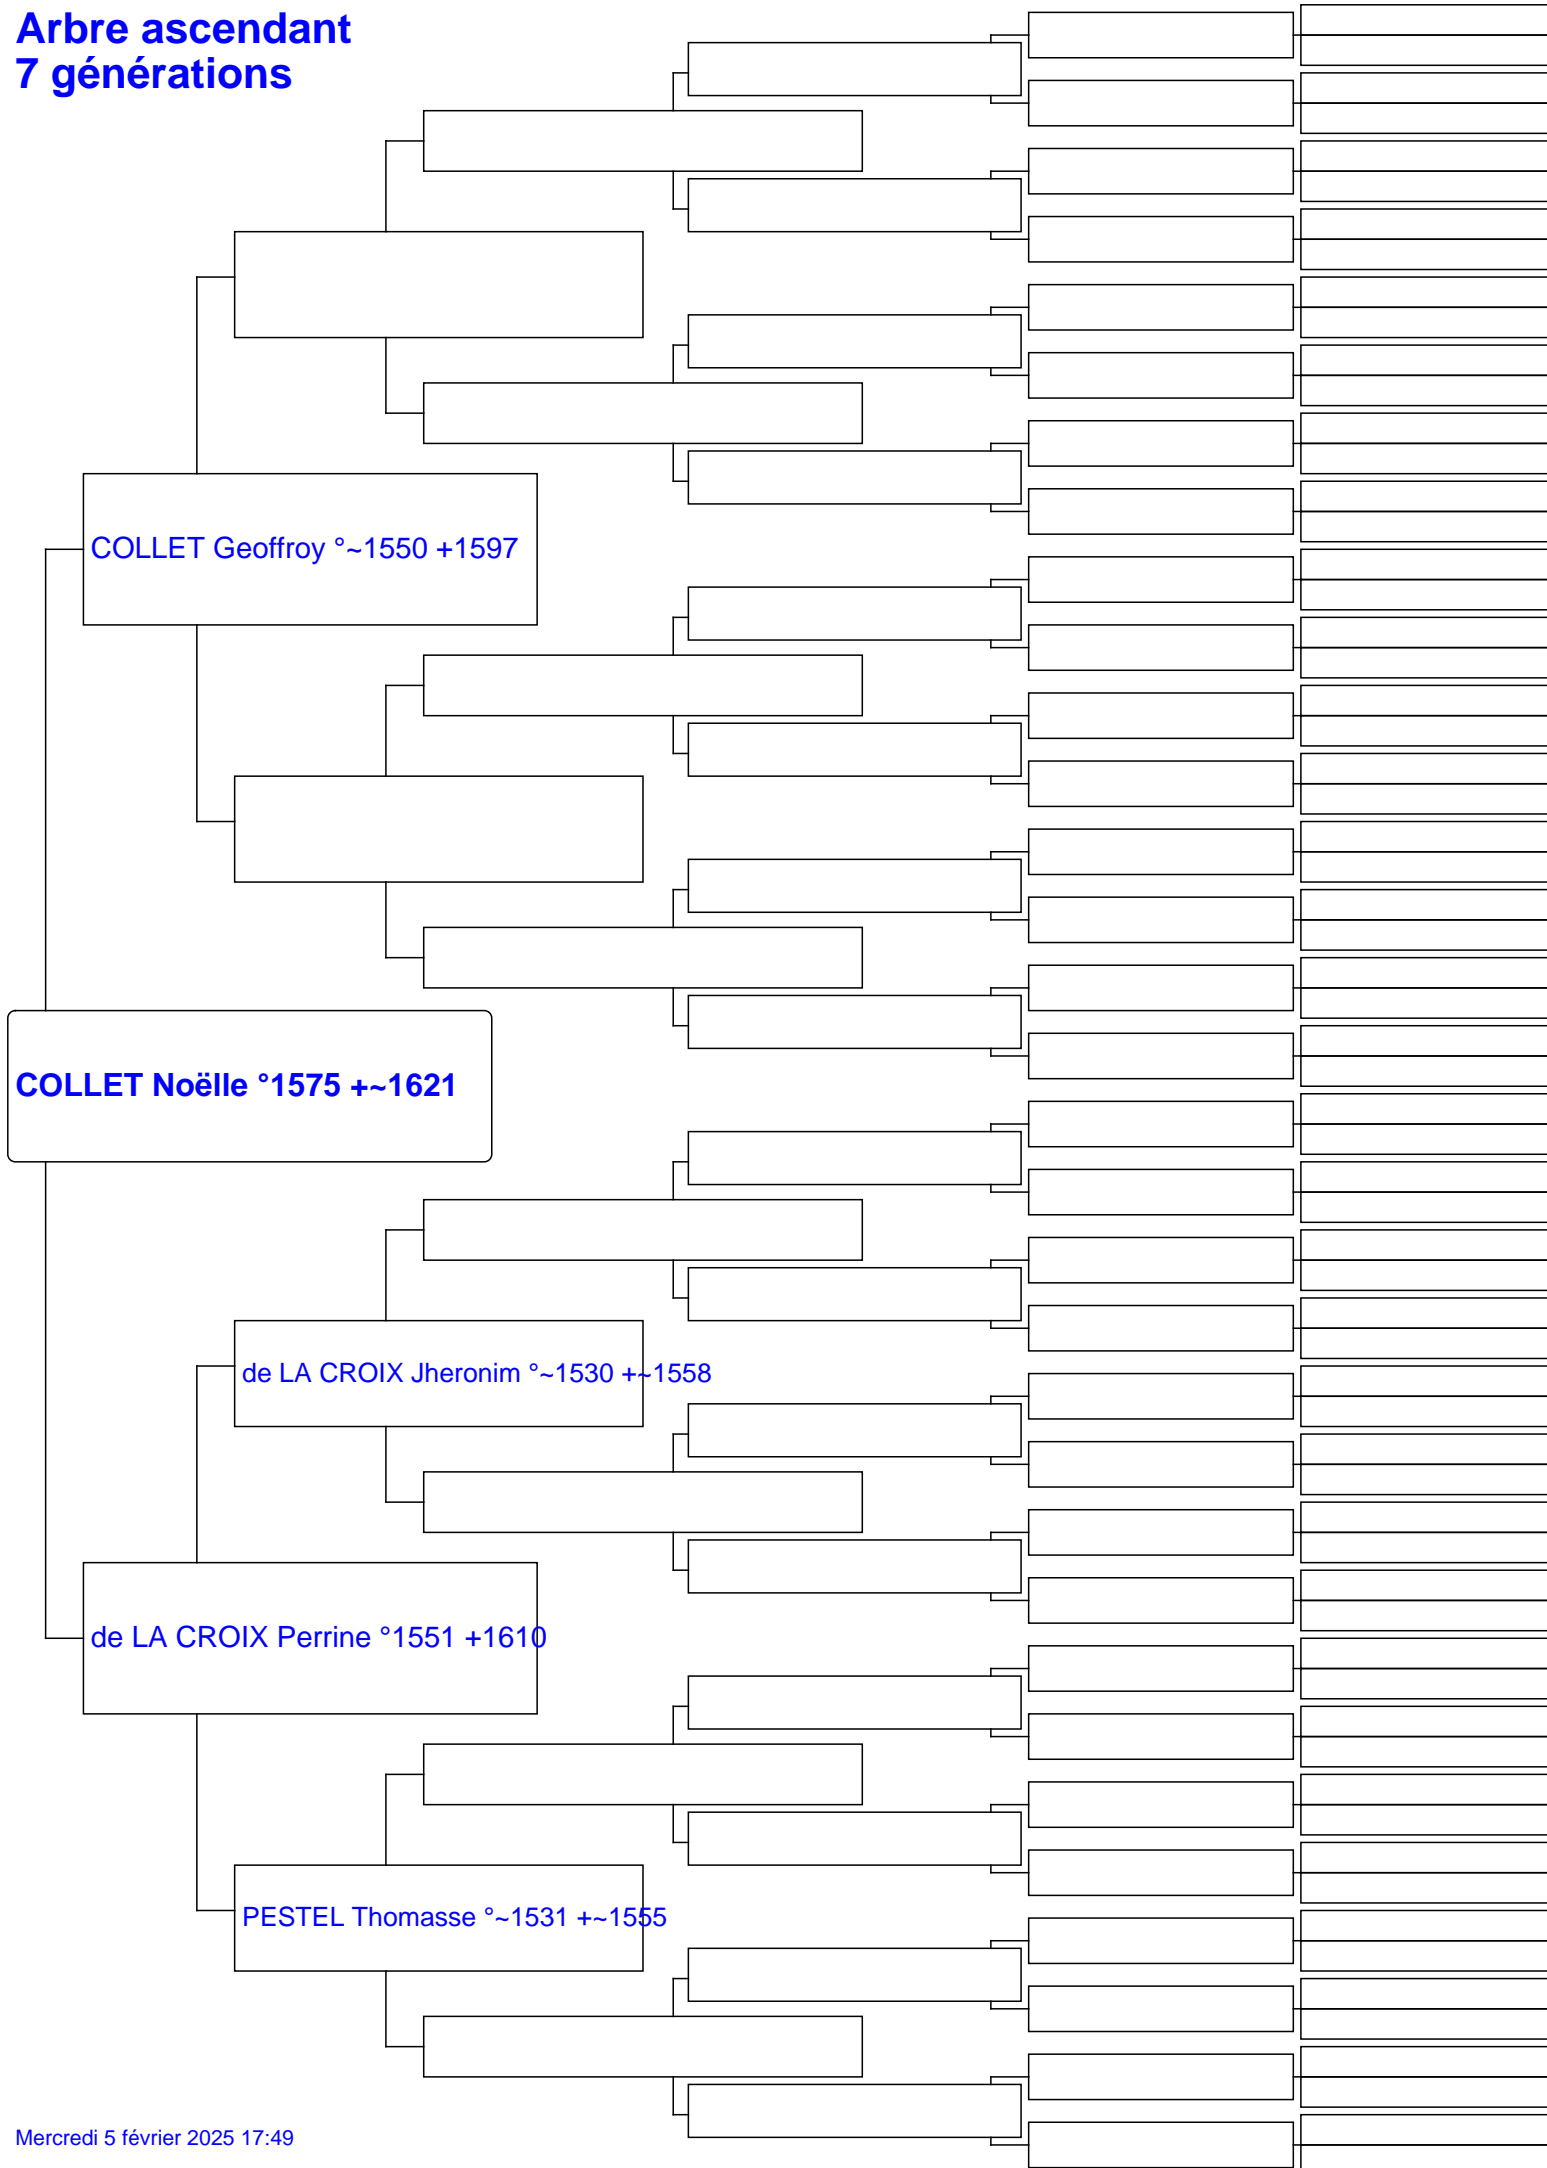 Arbre ascendant
7 générations
COLLET Geoffroy °~1550 +1597
COLLET Noëlle °1575 +~1621
de LA CROIX Jheronim °~1530 +~1558
de LA CROIX Perrine °1551 +1610
PESTEL Thomasse °~1531 +~1555
Mercredi 5 février 2025 17:49